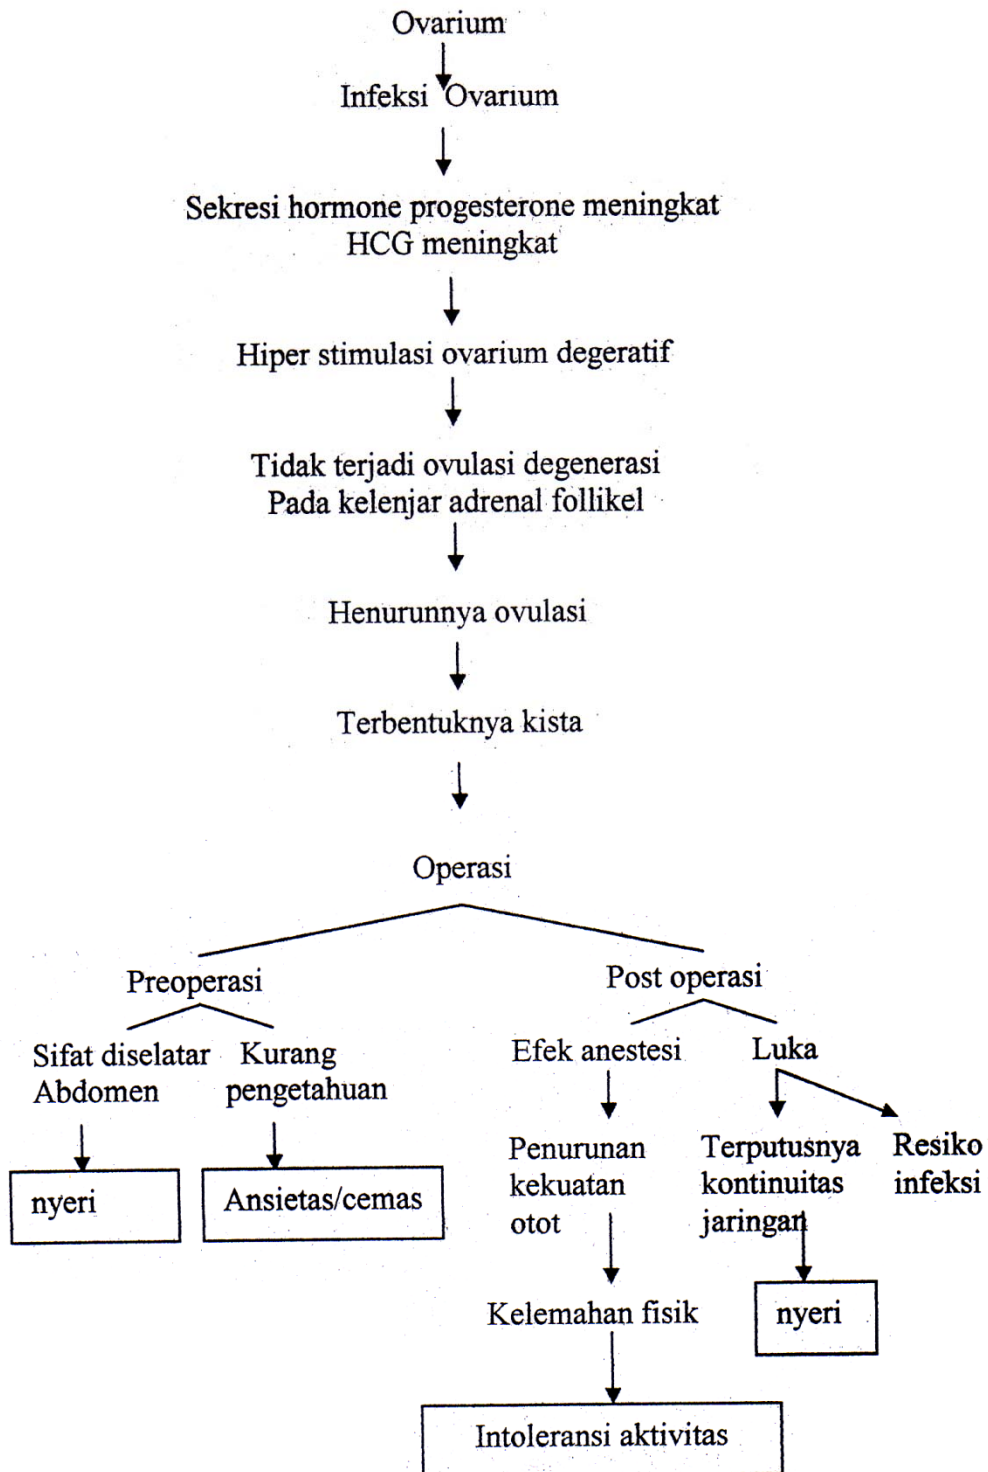 Ovarium
Infeksi Ovarium
Sekresi hormone progesterone meningkat
HCG meningkat
Hiper stimulasi ovarium degeratif
Tidak terjadi ovulasi degenerasi
Pada kelenjar adrenal follikel
Henurunnya ovulasi
Terbentuknya kista
Operasi
Preoperasi
Post operasi
Sifat diselatar
Abdomen
Kurang
pengetahuan
Efek anestesi
Luka
nyeri
Ansietas/cemas
Penurunan
kekuatan
otot
Terputusnya
kontinuitas
jaringan
Resiko
infeksi
Kelemahan fisik
nyeri
Intoleransi aktivitas